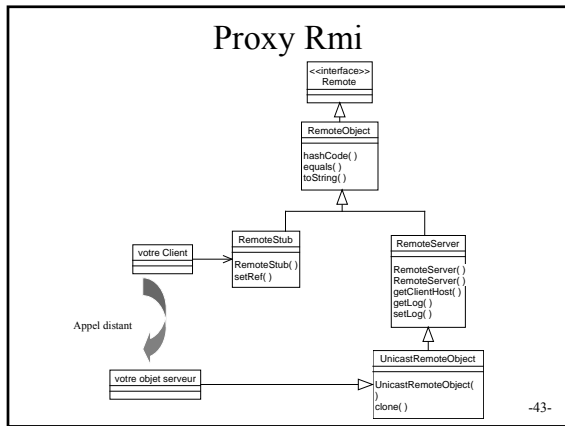 Proxy Rmi
<<interface>>
Remote
RemoteObject
hashCode( )
equals( )
toString( )
RemoteStub
RemoteStub( )
setRef( )
votre Client
RemoteServer
RemoteServer( )
RemoteServer( )
getClientHost( )
getLog( )
setLog( )
Appel distant
votre objet serveur
UnicastRemoteObject
UnicastRemoteObject(
)
clone( )
-43-